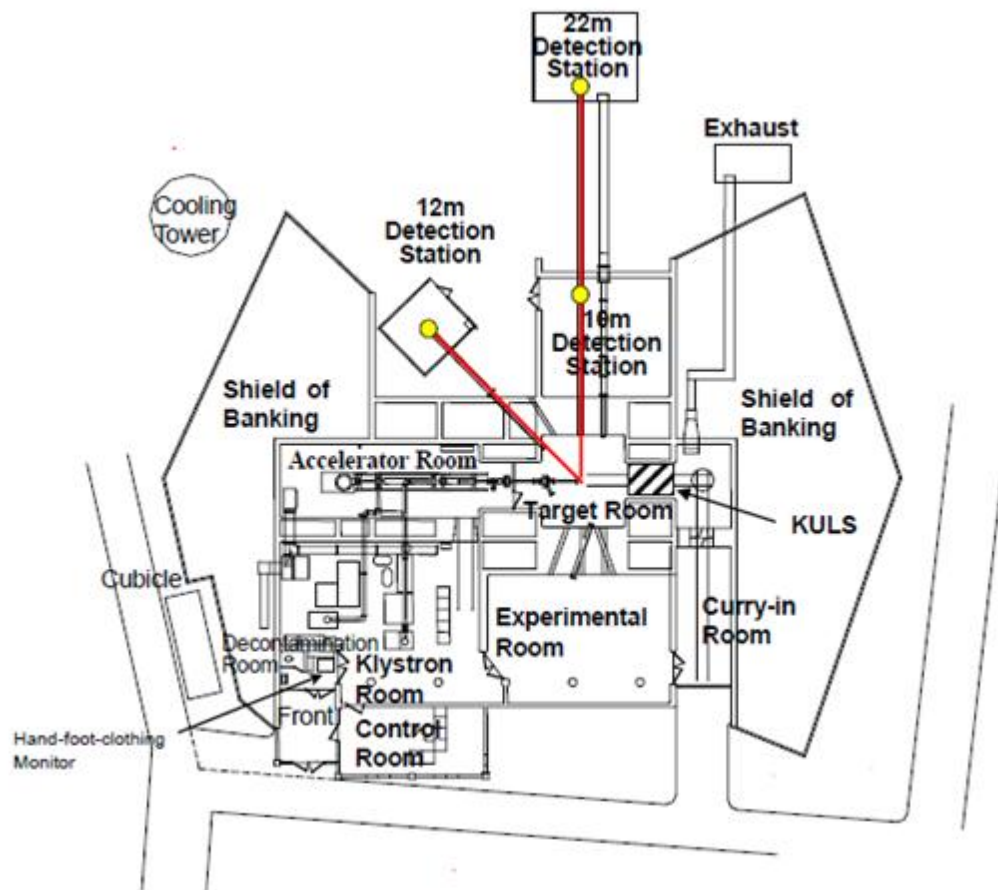 22m
Detection
Station
Exhaust
Cooling
Tower
12m
Detection
Station
10m
Detection
Station
Shield of
Banking
Shield of
Banking
Accelerator Room
Target Room
KULS
Cubicle
Experimental
Room
Curry-in
Room
Decontamination
Room
Klystron
Room
Front
Control
Room
Hand-foot-clothing
Monitor